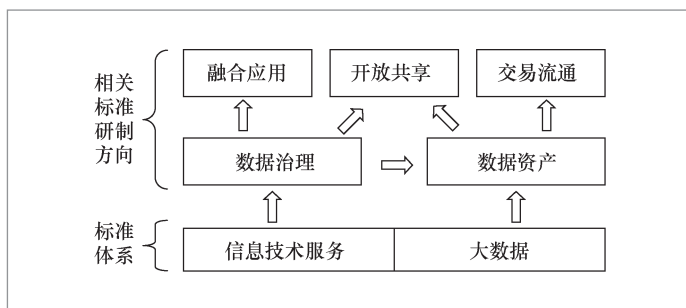 融合应用
开放共享
交易流通
相关
标准
研制
方向
数据治理
数据资产
标准
体系
信息技术服务
大数据